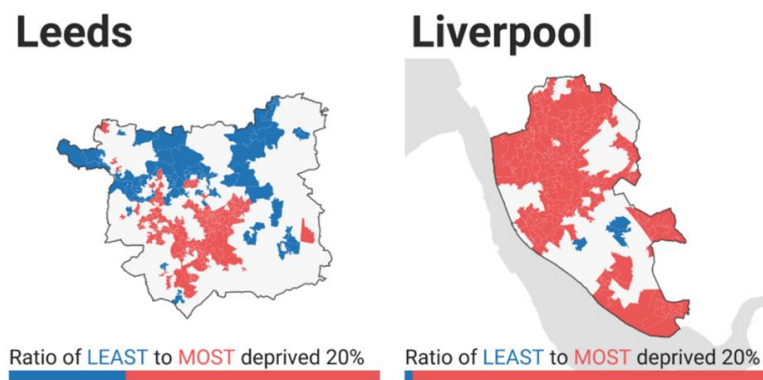 Leeds
Liverpool
Ratio of LEAST to MOST deprived 20%
Ratio of LEAST to MOST deprived 20%